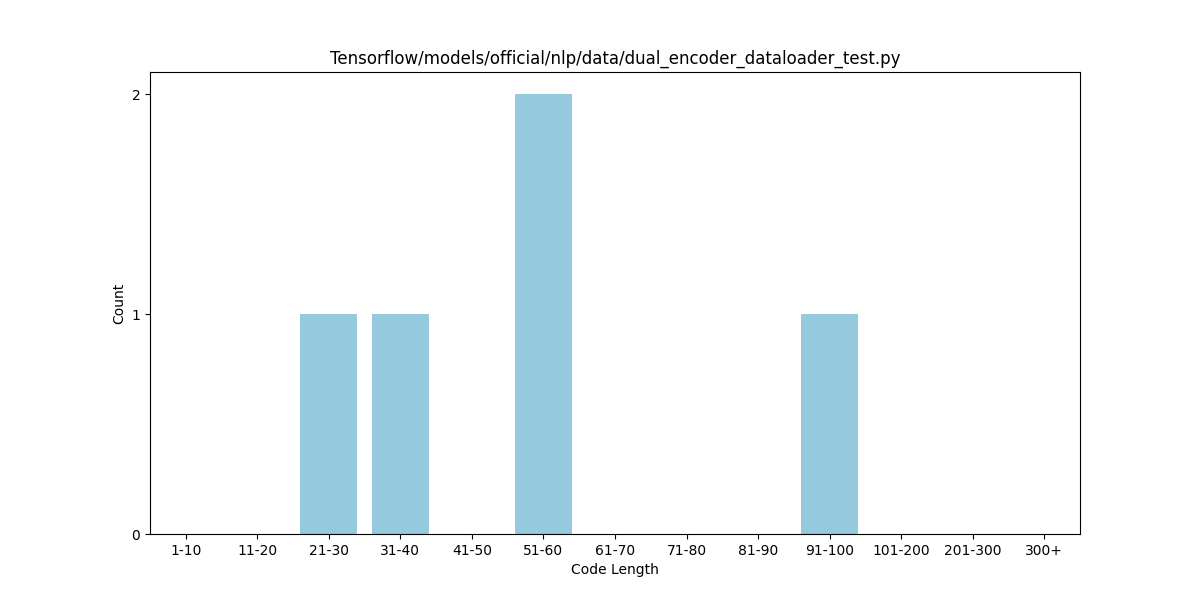 Tensorflow/models/official/nlp/data/dual_encoder_dataloader_test.py
2
1
0
Count
1-10 11-20 21-30 31-40 41-50 51-60 61-70 71-80 81-90 91-100 101-200 201-300 300+
Code Length